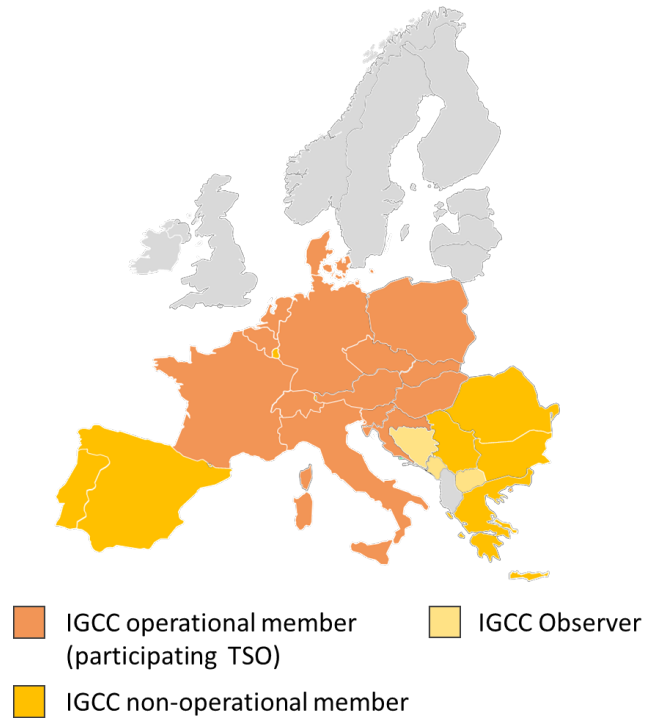 IGCC operational member
(participating TSO)
IGCC Observer
IGCC non-operational member